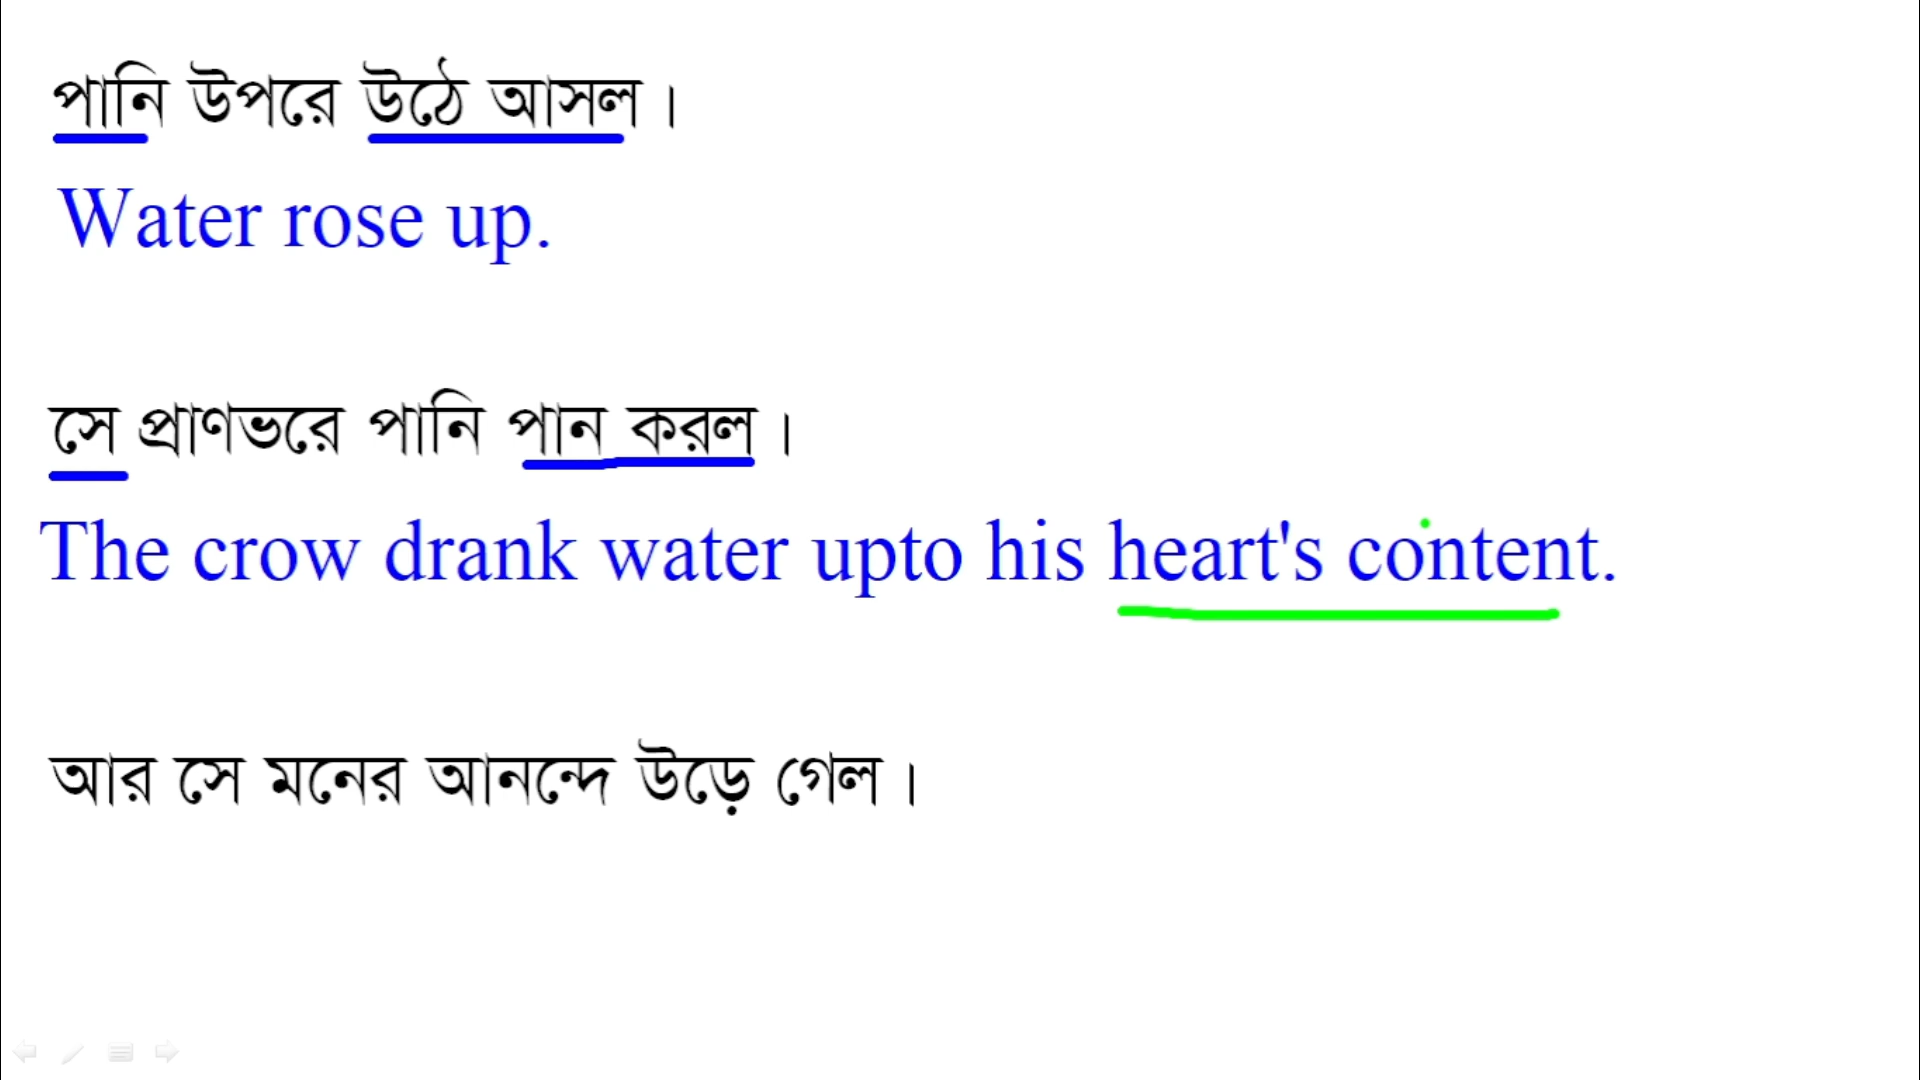 পানি উপরে উঠে আসল।
Water rose up.
সে প্রাণভরে পানি পান করল।
The crow drank water upto his heart's content.
আর সে মনের আনন্দে উড়ে গেল।